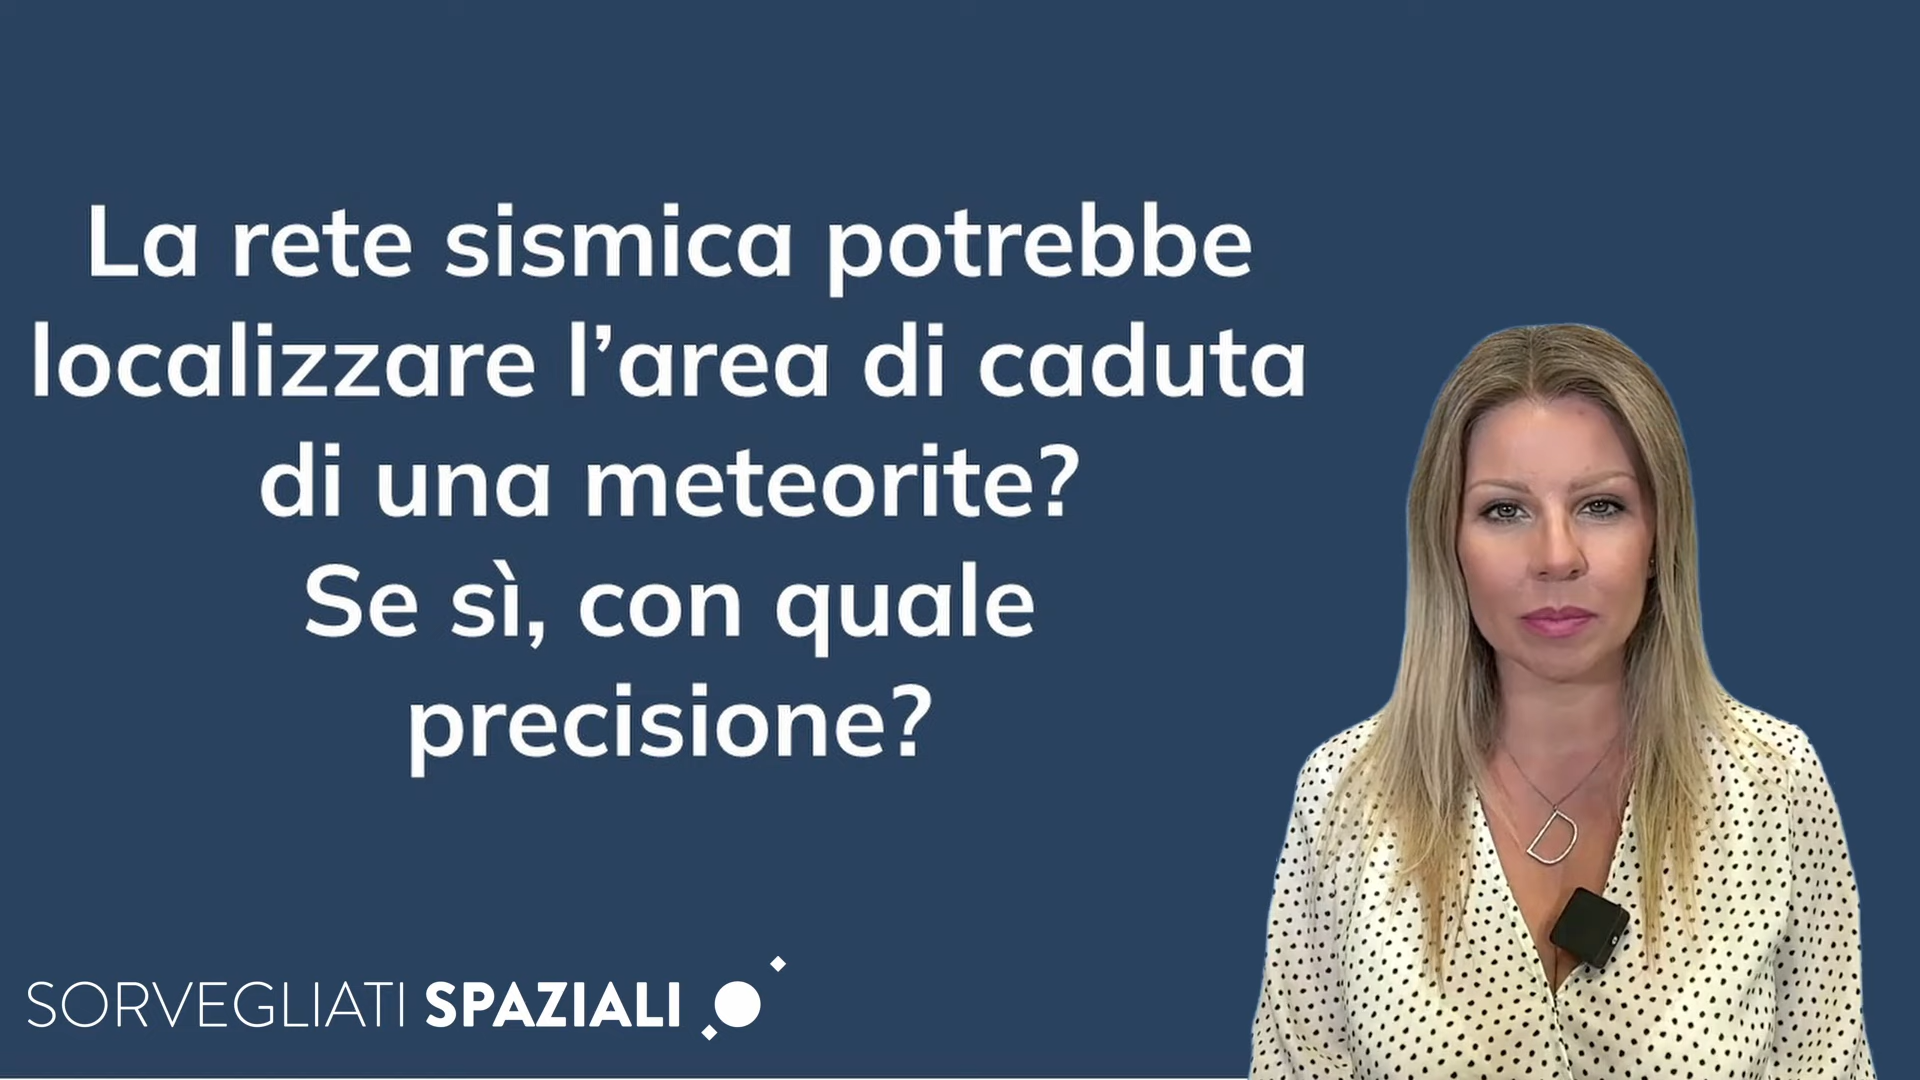 La rete sismica potrebbe
localizzare l’area di caduta
di una meteorite?
Se sì, con quale
precisione?
SORVEGLIATI SPAZIALI